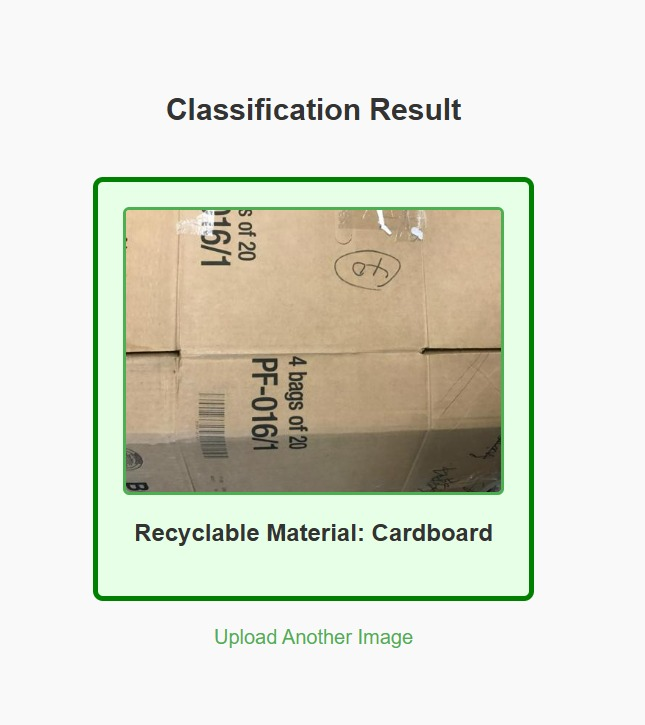 Classification Result
s of 20
016/1
4 bags of 20
PF-016/1
B
Recyclable Material: Cardboard
Upload Another Image